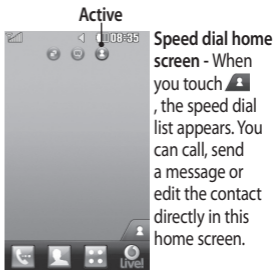 Active
08:35
Speed dial home
screen - When
you touch
, the speed dial
list appears. You
can call, send
a message or
edit the contact
directly in this
home screen.
live!